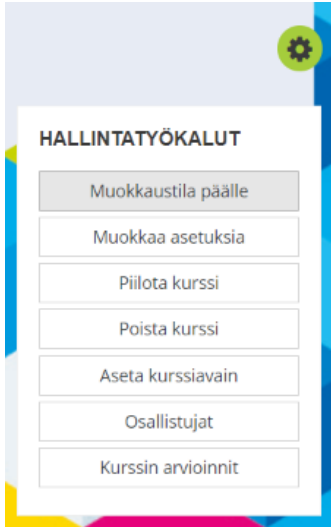 HALLINTATYÖKALUT
Muokkaustila päälle
Muokkaa asetuksia
Piilota kurssi
Poista kurssi
Aseta kurssiavain
Osallistujat
Kurssin arvioinnit